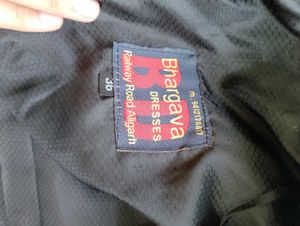 Bhargava
DRESSES
Railway Road Aligarh
36